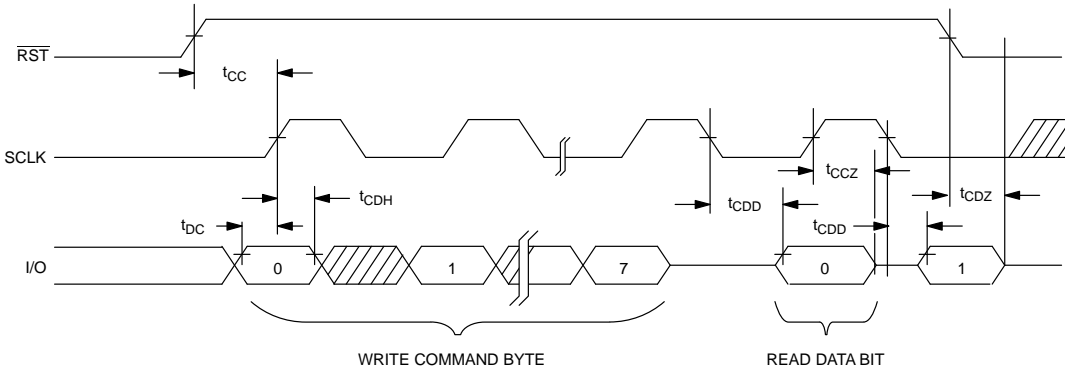 RST
tCC
SCLK
tCCZ
tCDH
tCDD
tCDZ
tDC
tCDD
I/O
0
1
7
0
1
WRITE COMMAND BYTE
READ DATA BIT